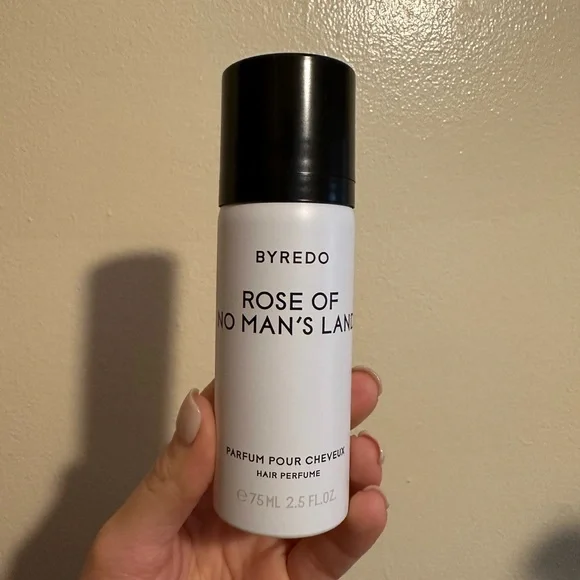 BYREDO
ROSE OF
NO MAN'S LAND
PARFUM POUR CHEVEUX
HAIR PERFUME
℮75ML 2.5 FL.OZ.